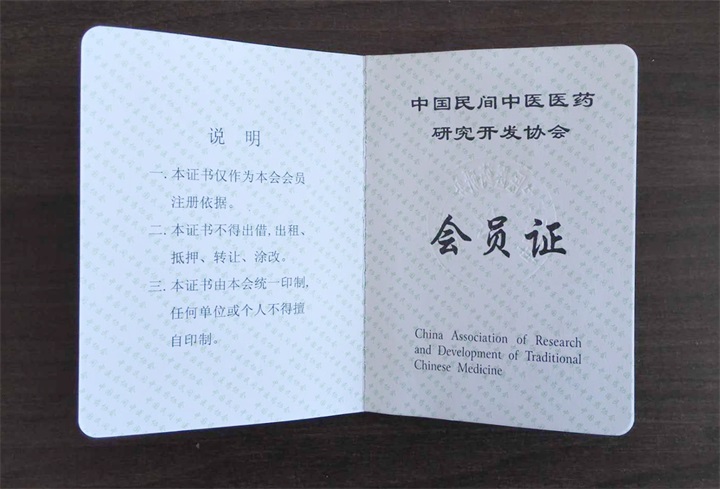 说 明
一. 本证书仅作为本会会员
注册依据。
二. 本证书不得出借,出租、
抵押、转让、涂改。
三. 本证书由本会统一印制,
任何单位或个人不得擅
自印制。
中国民间中医医药
研究开发协会
会员证
China Association of Research
and Development of Traditional
Chinese Medicine